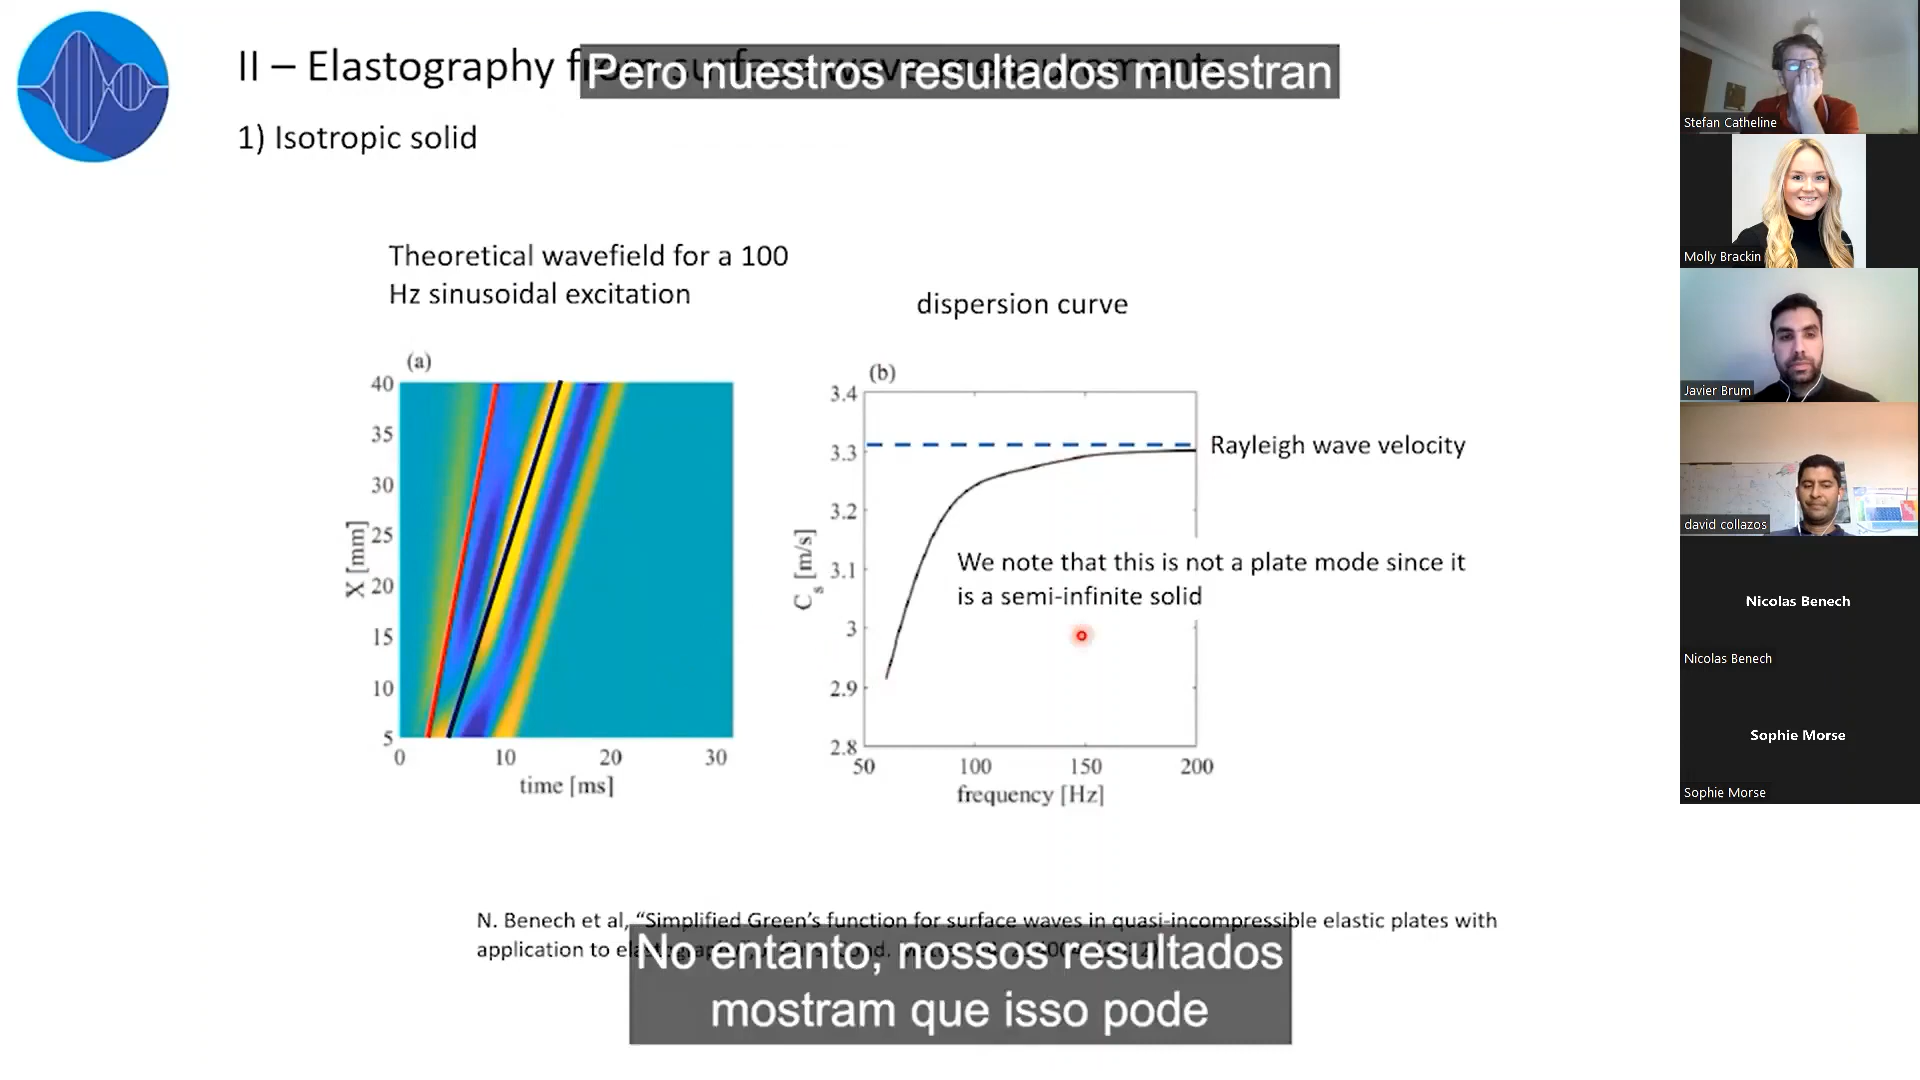 II – Elastography f
Pero nuestros resultados muestran
1) Isotropic solid
Theoretical wavefield for a 100
Hz sinusoidal excitation
dispersion curve
(a)
40
35
30
25
20
15
10
5
X [mm]
0 10 20 30
time [ms]
(b)
3.4
3.3
3.2
3.1
3
2.9
2.8
C_s [m/s]
50 100 150 200
frequency [Hz]
Rayleigh wave velocity
We note that this is not a plate mode since it
is a semi-infinite solid
N. Benech et al, “Simplified Green’s function for surface waves in quasi-incompressible elastic plates with
application to
No entanto, nossos resultados
mostram que isso pode
Stefan Catheline
Molly Brackin
Javier Brum
david collazos
Nicolas Benech
Nicolas Benech
Sophie Morse
Sophie Morse